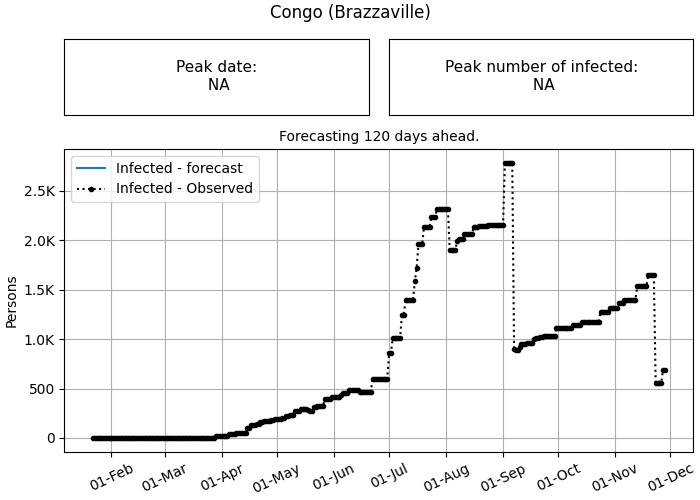 Congo (Brazzaville)
Peak date:
NA
Peak number of infected:
NA
Forecasting 120 days ahead.
Infected - forecast
Infected - Observed
2.5K
2.0K
1.5K
1.0K
500
0
Persons
01-Feb
01-Mar
01-Apr
01-May
01-Jun
01-Jul
01-Aug
01-Sep
01-Oct
01-Nov
01-Dec